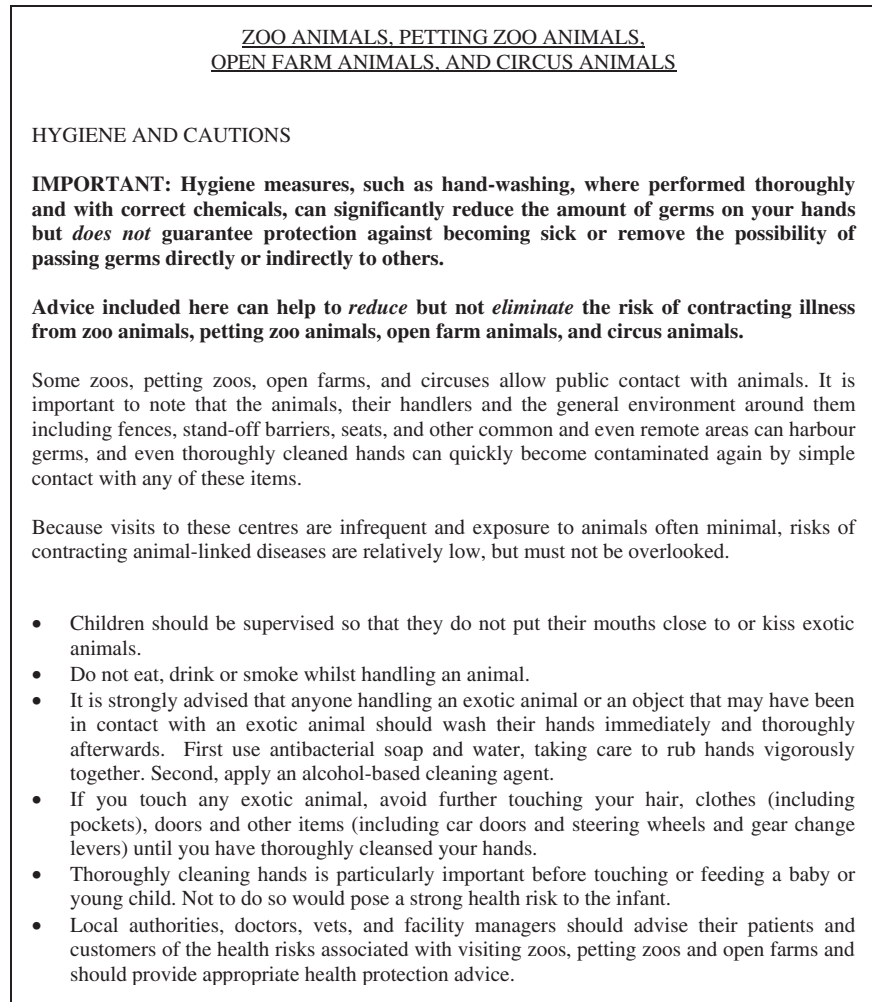 ZOO ANIMALS, PETTING ZOO ANIMALS,
OPEN FARM ANIMALS, AND CIRCUS ANIMALS
HYGIENE AND CAUTIONS
IMPORTANT: Hygiene measures, such as hand-washing, where performed thoroughly
and with correct chemicals, can significantly reduce the amount of germs on your hands
but does not guarantee protection against becoming sick or remove the possibility of
passing germs directly or indirectly to others.
Advice included here can help to reduce but not eliminate the risk of contracting illness
from zoo animals, petting zoo animals, open farm animals, and circus animals.
Some zoos, petting zoos, open farms, and circuses allow public contact with animals. It is
important to note that the animals, their handlers and the general environment around them
including fences, stand-off barriers, seats, and other common and even remote areas can harbour
germs, and even thoroughly cleaned hands can quickly become contaminated again by simple
contact with any of these items.
Because visits to these centres are infrequent and exposure to animals often minimal, risks of
contracting animal-linked diseases are relatively low, but must not be overlooked.
• Children should be supervised so that they do not put their mouths close to or kiss exotic
animals.
• Do not eat, drink or smoke whilst handling an animal.
• It is strongly advised that anyone handling an exotic animal or an object that may have been
in contact with an exotic animal should wash their hands immediately and thoroughly
afterwards. First use antibacterial soap and water, taking care to rub hands vigorously
together. Second, apply an alcohol-based cleaning agent.
• If you touch any exotic animal, avoid further touching your hair, clothes (including
pockets), doors and other items (including car doors and steering wheels and gear change
levers) until you have thoroughly cleansed your hands.
• Thoroughly cleaning hands is particularly important before touching or feeding a baby or
young child. Not to do so would pose a strong health risk to the infant.
• Local authorities, doctors, vets, and facility managers should advise their patients and
customers of the health risks associated with visiting zoos, petting zoos and open farms and
should provide appropriate health protection advice.